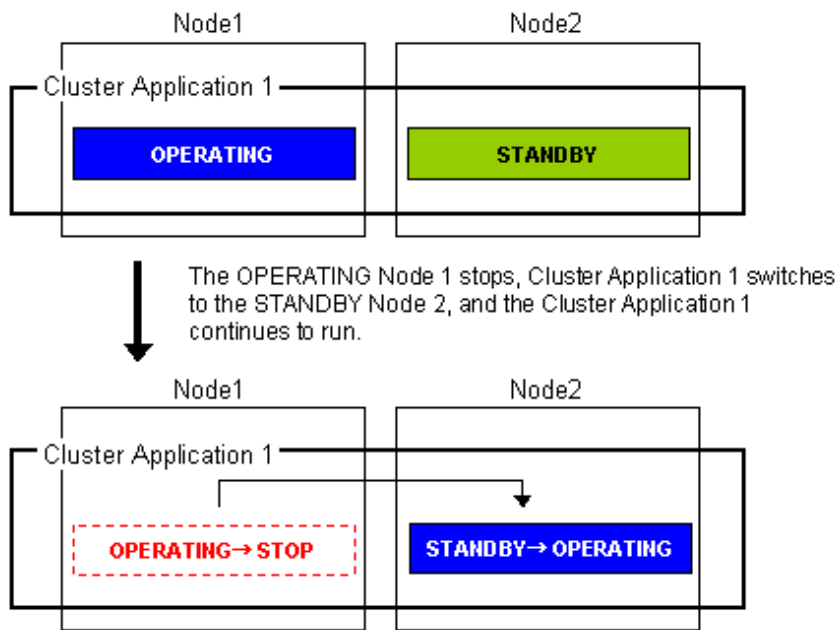 Node1
Node2
Cluster Application 1
OPERATING
STANDBY
The OPERATING Node 1 stops, Cluster Application 1 switches
to the STANDBY Node 2, and the Cluster Application 1
continues to run.
Node1
Node2
Cluster Application 1
OPERATING→STOP
STANDBY→OPERATING